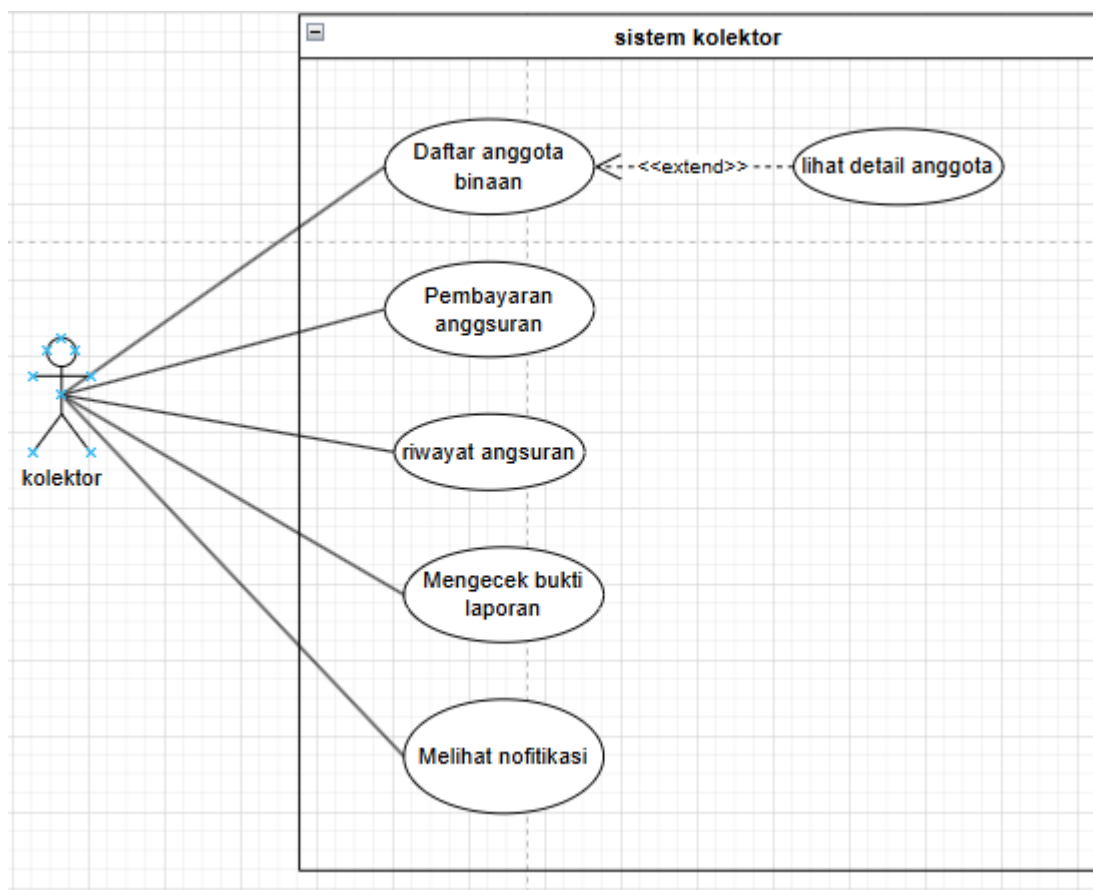 sistem kolektor
Daftar anggota
binaan
<<extend>>
lihat detail anggota
Pembayaran
anggsuran
riwayat angsuran
kolektor
Mengecek bukti
laporan
Melihat nofitikasi